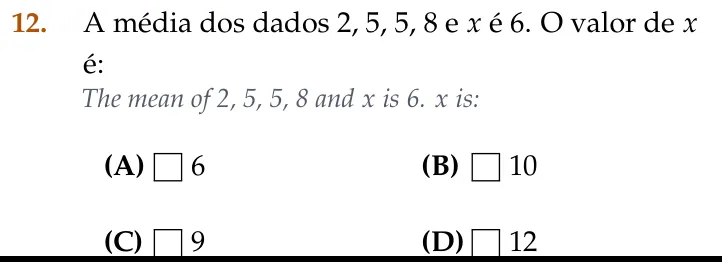 12. A média dos dados 2, 5, 5, 8 e x é 6. O valor de x
é:
The mean of 2, 5, 5, 8 and x is 6. x is:
(A) □ 6 (B) □ 10
(C) □ 9 (D) □ 12